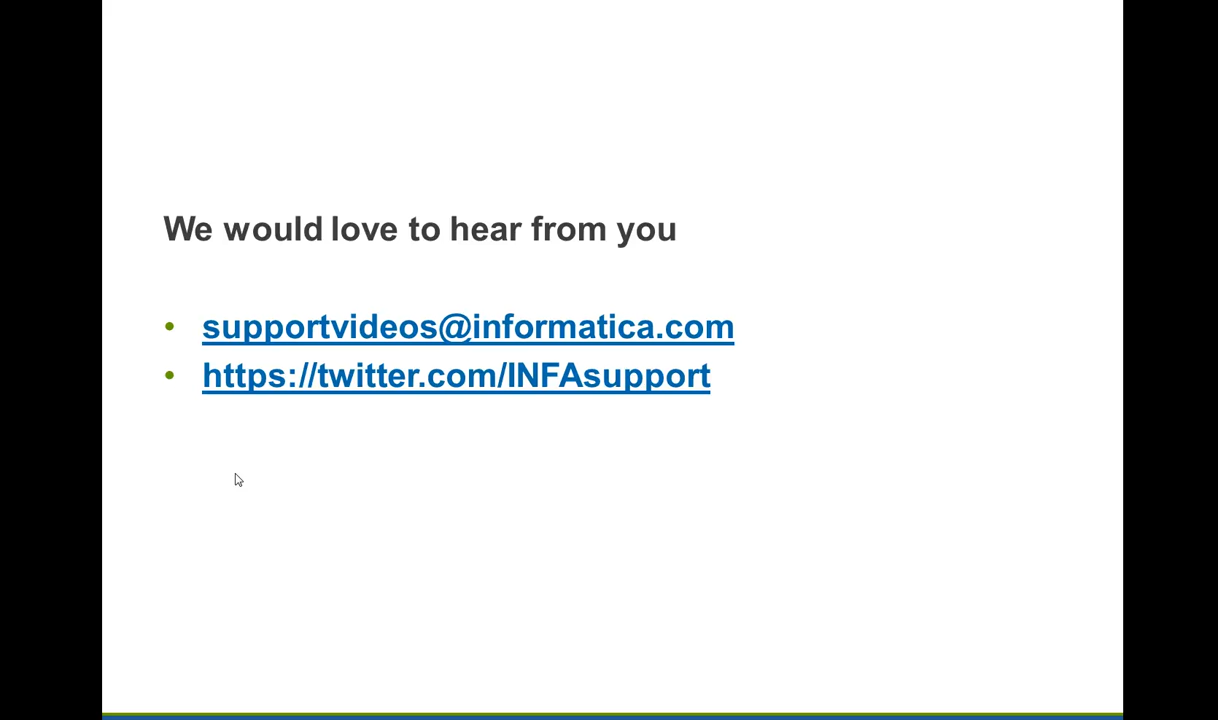 We would love to hear from you
• supportvideos@informatica.com
• https://twitter.com/INFAsupport